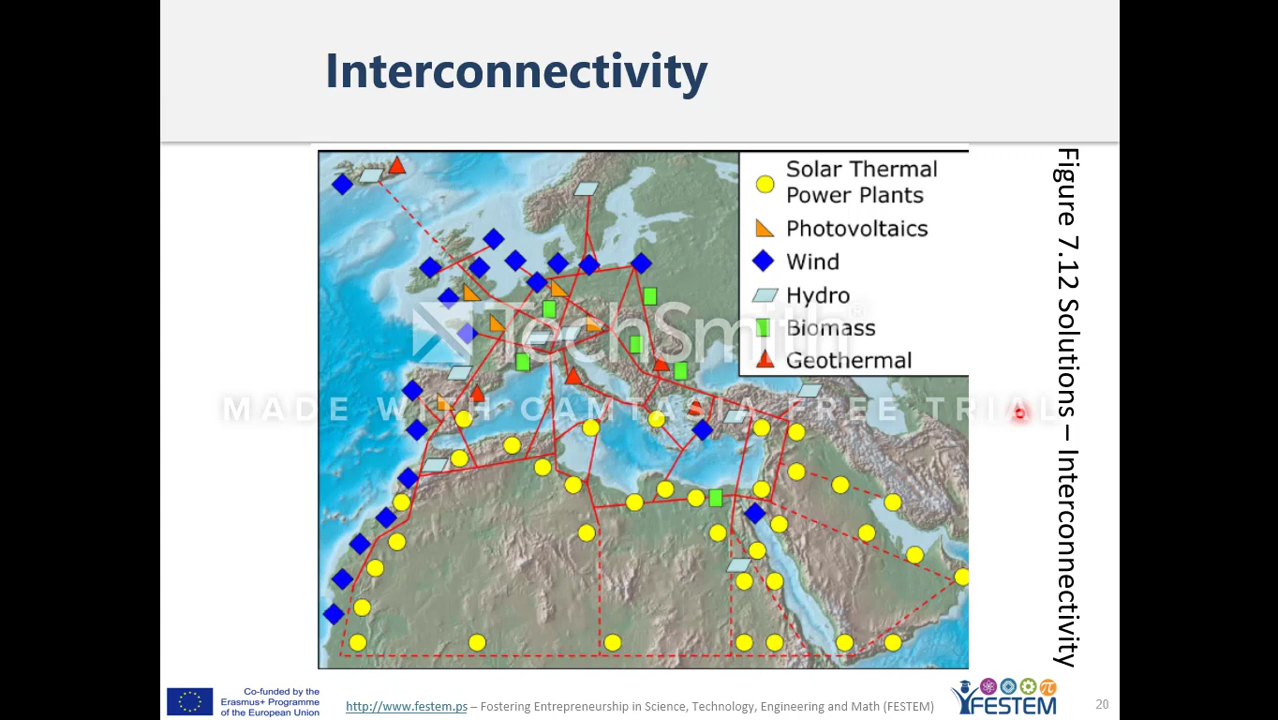 Interconnectivity
Solar Thermal
Power Plants
Photovoltaics
Wind
Hydro
Biomass
Geothermal
Figure 7.12 Solutions – Interconnectivity
TechSmith®
MADE WITH CAMTASIA FREE TRIAL
Co-funded by the
Erasmus+ Programme
of the European Union
http://www.festem.ps – Fostering Entrepreneurship in Science, Technology, Engineering and Math (FESTEM)
FESTEM
20